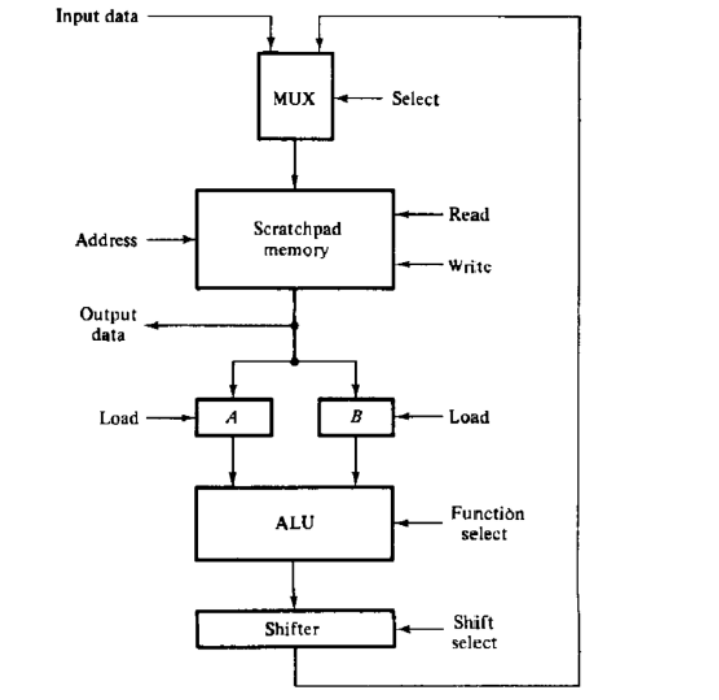 Input data
MUX
Select
Scratchpad
memory
Read
Address
Write
Output
data
Load
A
B
Load
ALU
Function
select
Shifter
Shift
select